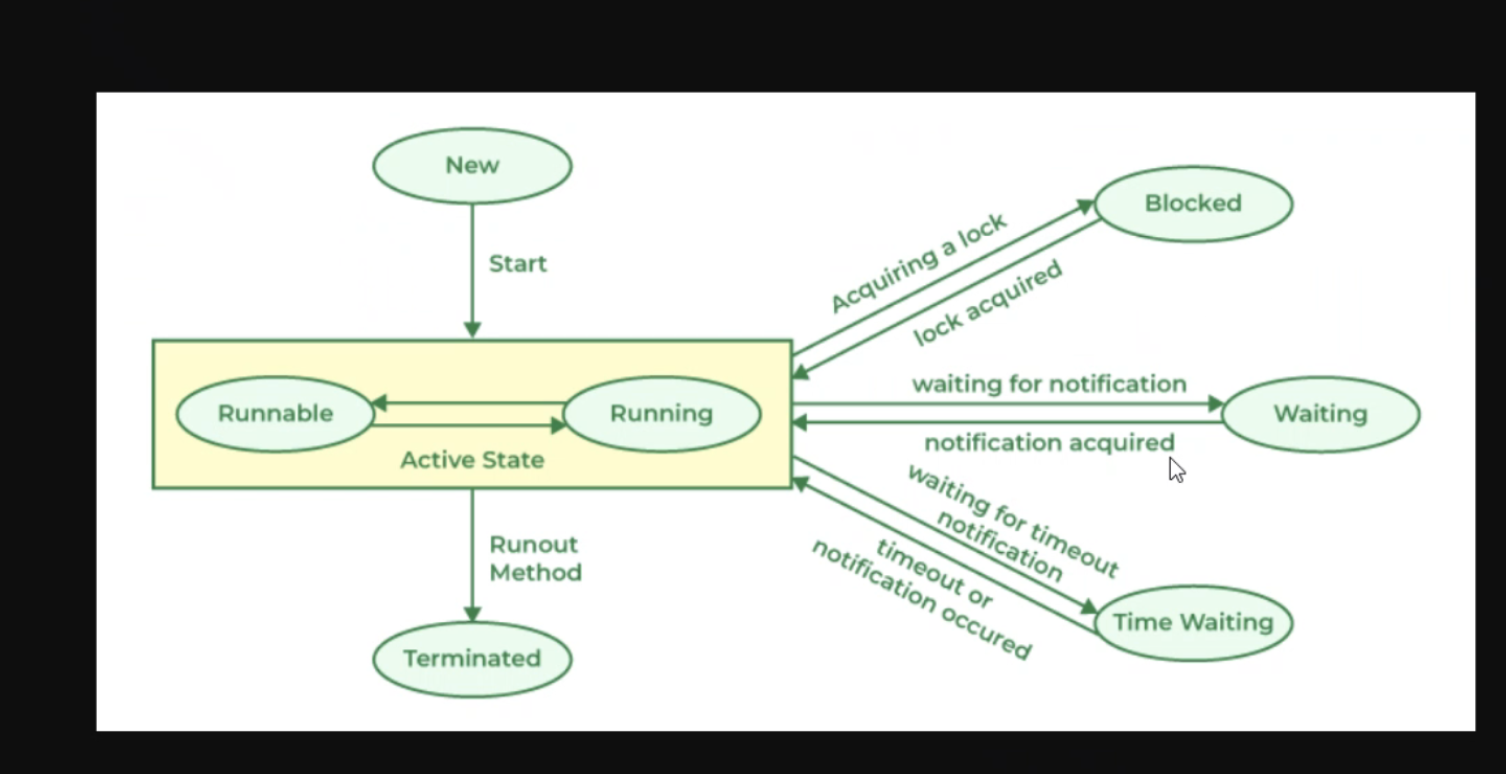 New
Start
Runnable
Running
Active State
Runout
Method
Terminated
Acquiring a lock
lock acquired
Blocked
waiting for notification
notification acquired
Waiting
waiting for timeout
notification
timeout or
notification occured
Time Waiting